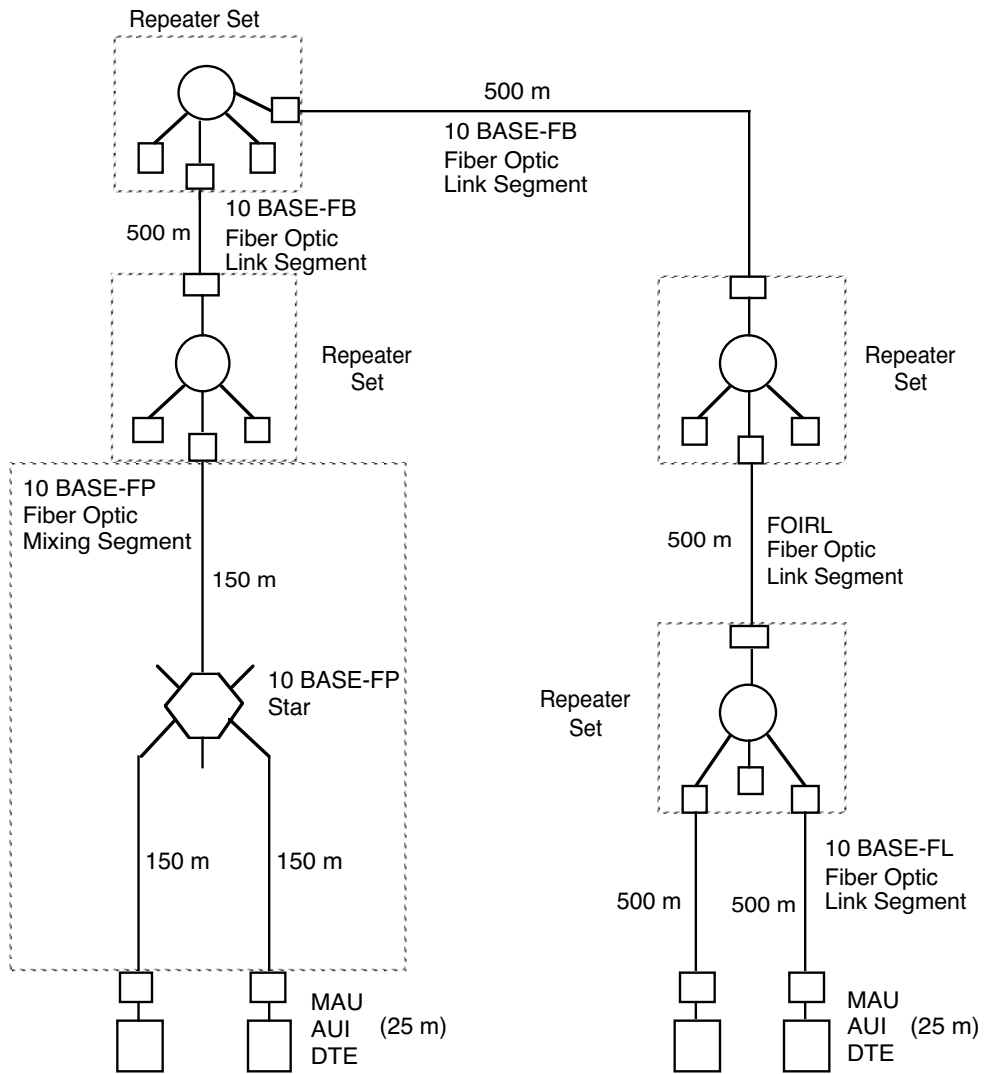 Repeater Set
500 m
10 BASE-FB
Fiber Optic
Link Segment
10 BASE-FB
Fiber Optic
Link Segment
500 m
Repeater
Set
Repeater
Set
10 BASE-FP
Fiber Optic
Mixing Segment
150 m
500 m
FOIRL
Fiber Optic
Link Segment
10 BASE-FP
Star
Repeater
Set
150 m
150 m
10 BASE-FL
Fiber Optic
Link Segment
500 m
500 m
MAU
AUI (25 m)
DTE
MAU
AUI (25 m)
DTE